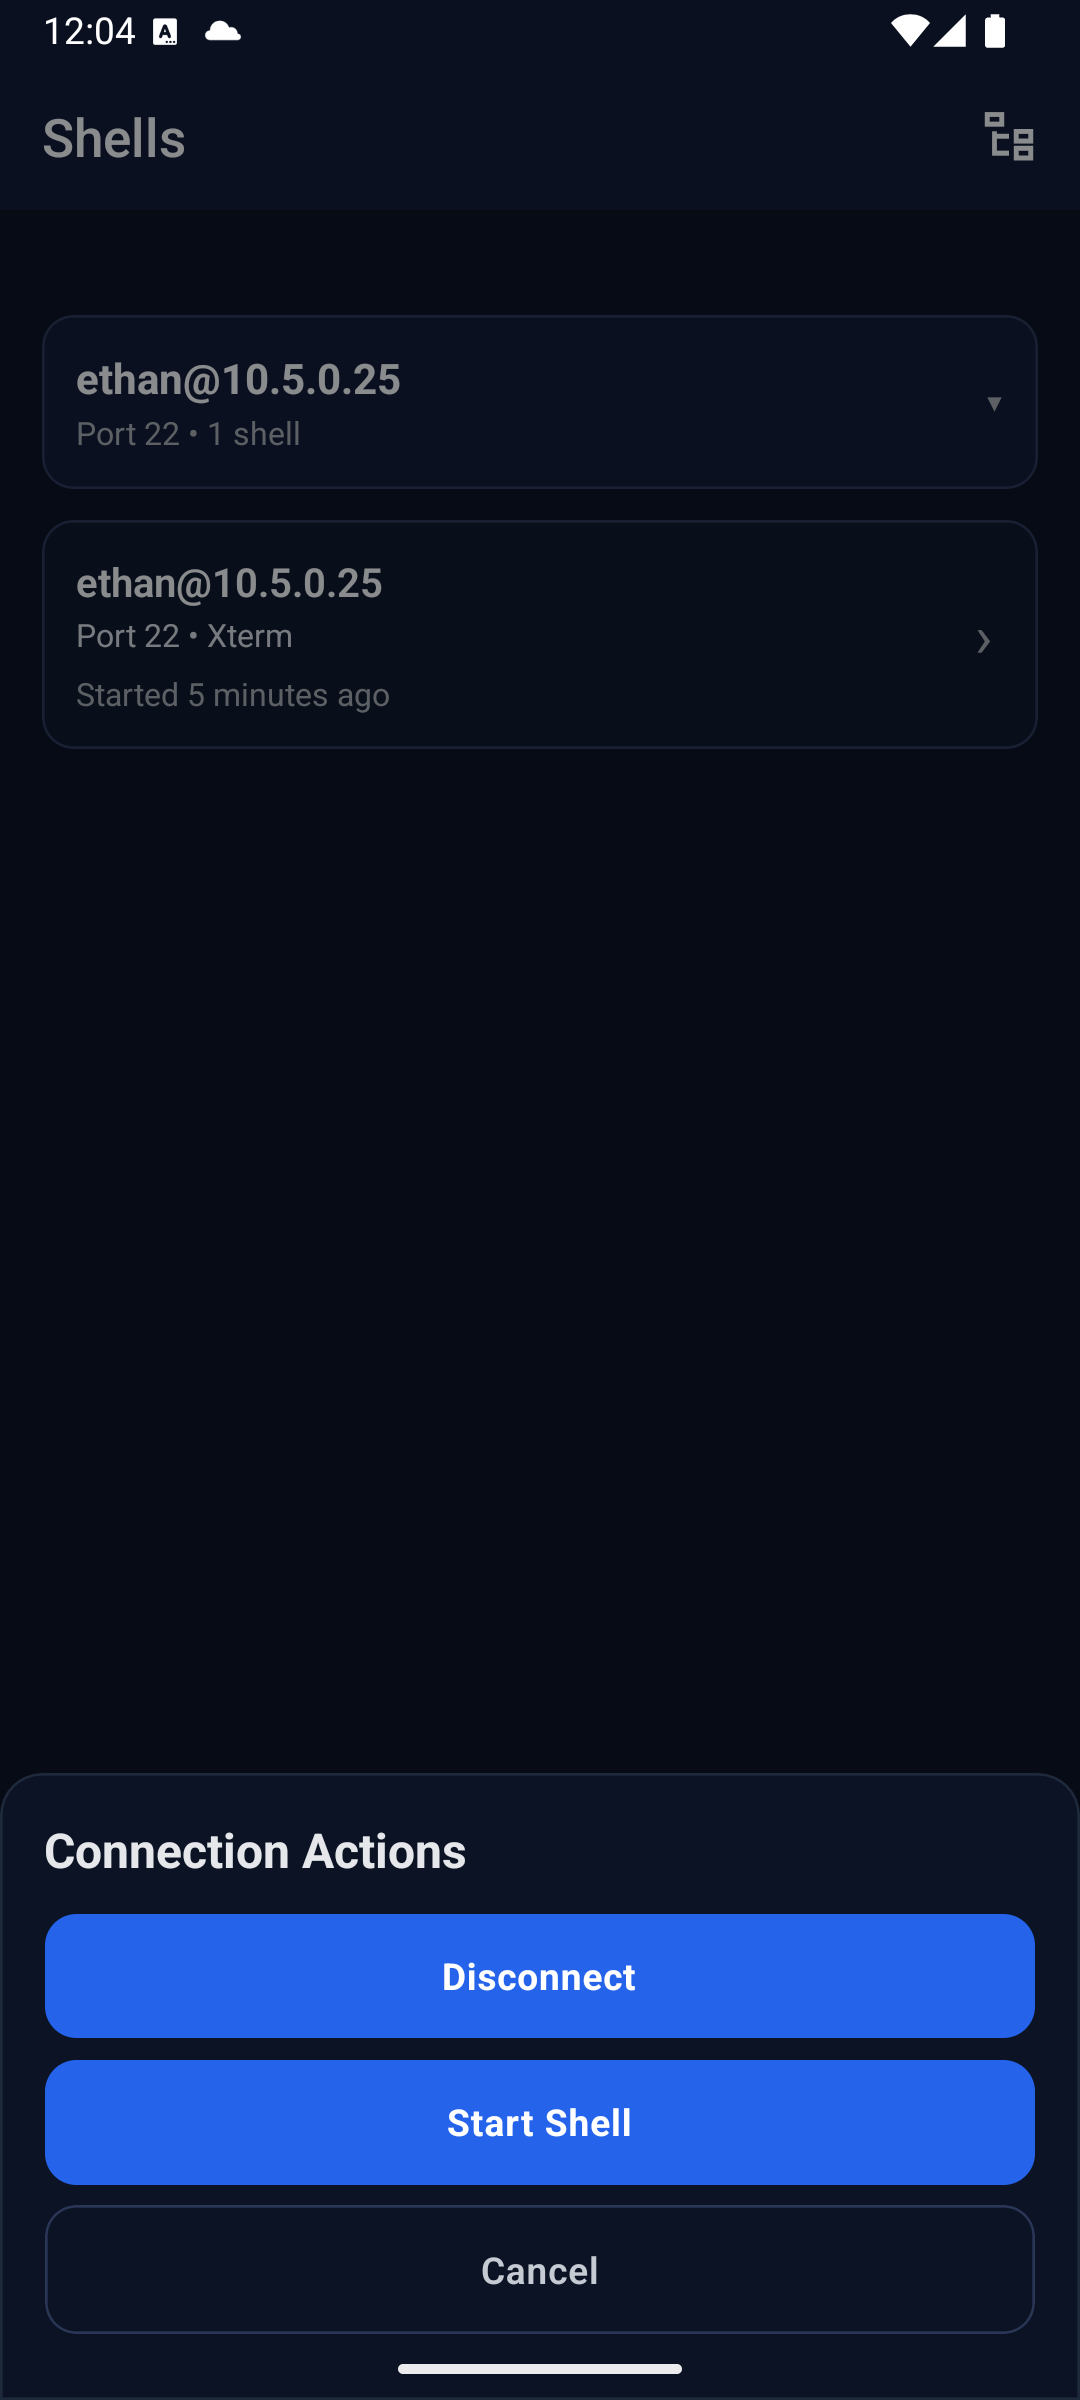 12:04
Shells
ethan@10.5.0.25
Port 22 • 1 shell
ethan@10.5.0.25
Port 22 • Xterm
Started 5 minutes ago
Connection Actions
Disconnect
Start Shell
Cancel